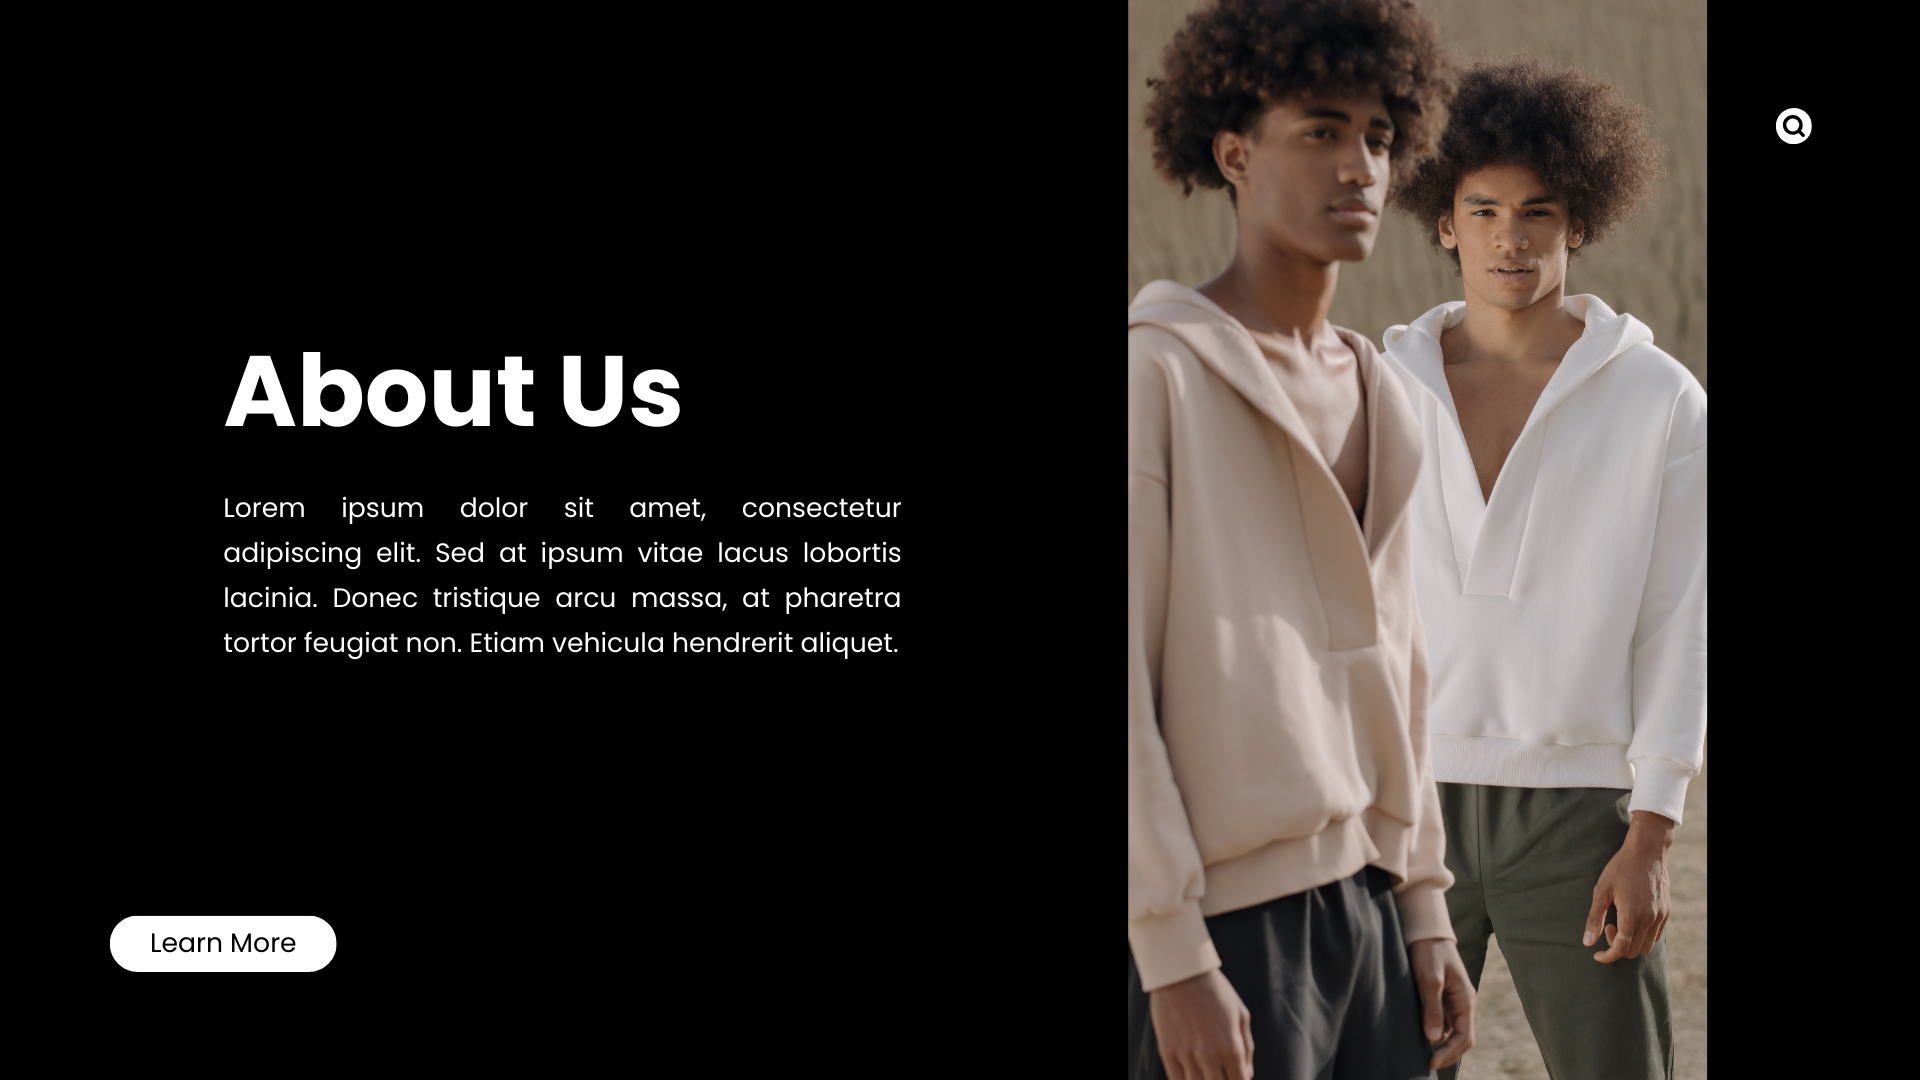 About Us
Lorem ipsum dolor sit amet, consectetur
adipiscing elit. Sed at ipsum vitae lacus lobortis
lacinia. Donec tristique arcu massa, at pharetra
tortor feugiat non. Etiam vehicula hendrerit aliquet.
Learn More